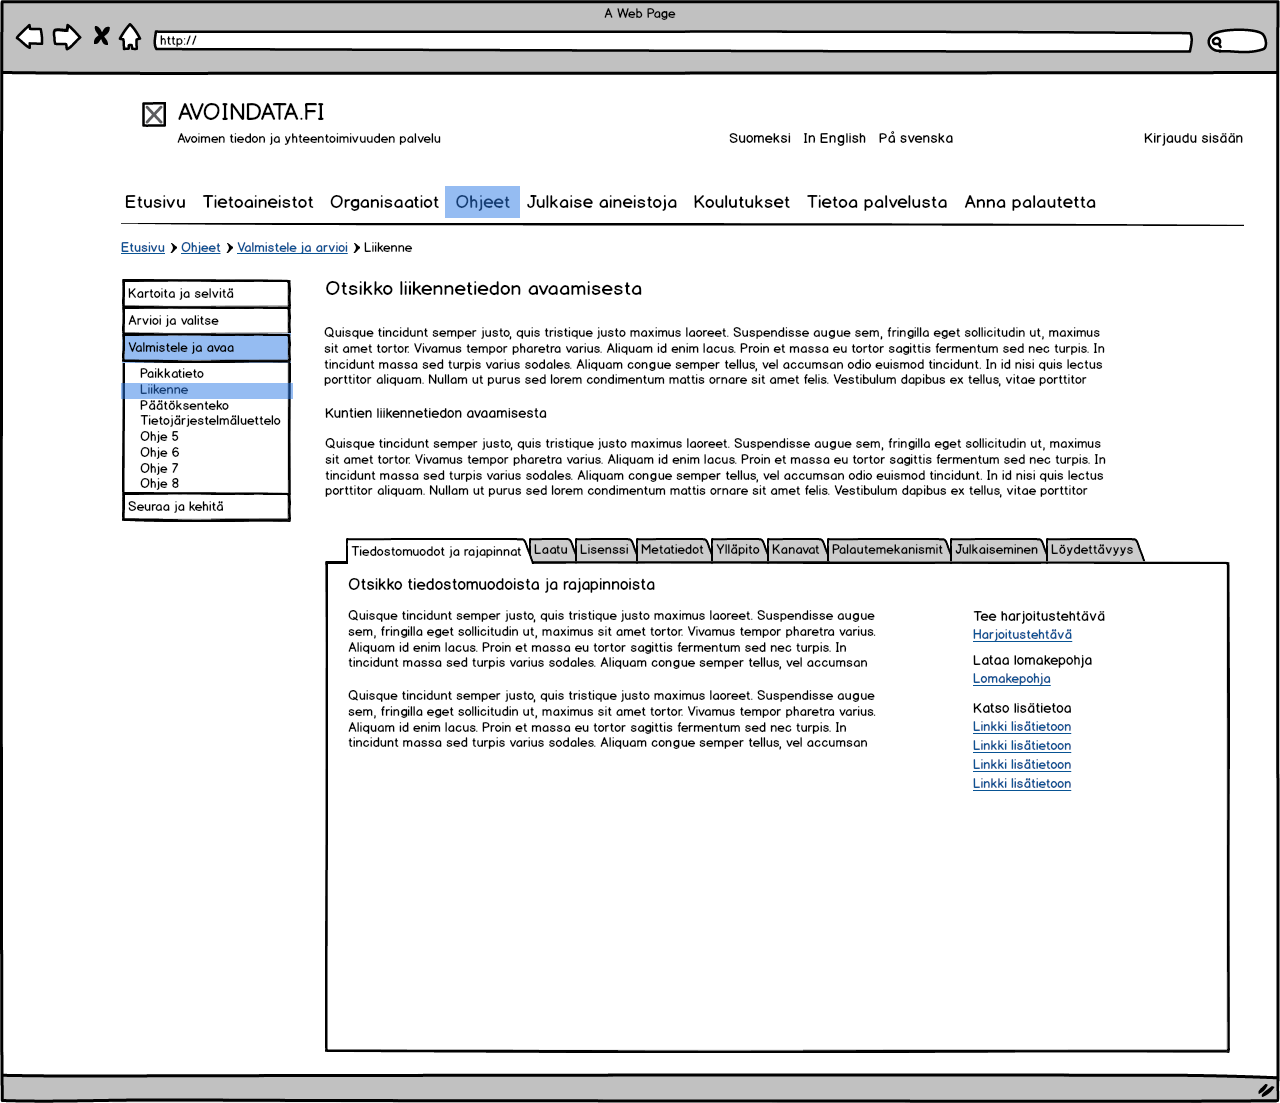 A Web Page
http://
AVOINDATA.FI
Avoimen tiedon ja yhteentoimivuuden palvelu
Suomeksi In English På svenska
Kirjaudu sisään
Etusivu Tietoaineistot Organisaatiot Ohjeet Julkaise aineistoja Koulutukset Tietoa palvelusta Anna palautetta
Etusivu Ohjeet Valmistele ja arvioi Liikenne
Kartoita ja selvitä
Arvioi ja valitse
Valmistele ja avaa
Paikkatieto
Liikenne
Päätöksenteko
Tietojärjestelmäluettelo
Ohje 5
Ohje 6
Ohje 7
Ohje 8
Seuraa ja kehitä
Otsikko liikennetiedon avaamisesta
Quisque tincidunt semper justo, quis tristique justo maximus laoreet. Suspendisse augue sem, fringilla eget sollicitudin ut, maximus
sit amet tortor. Vivamus tempor pharetra varius. Aliquam id enim lacus. Proin et massa eu tortor sagittis fermentum sed nec turpis. In
tincidunt massa sed turpis varius sodales. Aliquam congue semper tellus, vel accumsan odio euismod tincidunt. In id nisi quis lectus
porttitor aliquam. Nullam ut purus sed lorem condimentum mattis ornare sit amet felis. Vestibulum dapibus ex tellus, vitae porttitor
Kuntien liikennetiedon avaamisesta
Quisque tincidunt semper justo, quis tristique justo maximus laoreet. Suspendisse augue sem, fringilla eget sollicitudin ut, maximus
sit amet tortor. Vivamus tempor pharetra varius. Aliquam id enim lacus. Proin et massa eu tortor sagittis fermentum sed nec turpis. In
tincidunt massa sed turpis varius sodales. Aliquam congue semper tellus, vel accumsan odio euismod tincidunt. In id nisi quis lectus
porttitor aliquam. Nullam ut purus sed lorem condimentum mattis ornare sit amet felis. Vestibulum dapibus ex tellus, vitae porttitor
Tiedostomuodot ja rajapinnat Laatu Lisenssi Metatiedot Ylläpito Kanavat Palautemekanismit Julkaiseminen Löydettävyys
Otsikko tiedostomuodoista ja rajapinnoista
Quisque tincidunt semper justo, quis tristique justo maximus laoreet. Suspendisse augue
sem, fringilla eget sollicitudin ut, maximus sit amet tortor. Vivamus tempor pharetra varius.
Aliquam id enim lacus. Proin et massa eu tortor sagittis fermentum sed nec turpis. In
tincidunt massa sed turpis varius sodales. Aliquam congue semper tellus, vel accumsan
Quisque tincidunt semper justo, quis tristique justo maximus laoreet. Suspendisse augue
sem, fringilla eget sollicitudin ut, maximus sit amet tortor. Vivamus tempor pharetra varius.
Aliquam id enim lacus. Proin et massa eu tortor sagittis fermentum sed nec turpis. In
tincidunt massa sed turpis varius sodales. Aliquam congue semper tellus, vel accumsan
Tee harjoitustehtävä
Harjoitustehtävä
Lataa lomakepohja
Lomakepohja
Katso lisätietoa
Linkki lisätietoon
Linkki lisätietoon
Linkki lisätietoon
Linkki lisätietoon